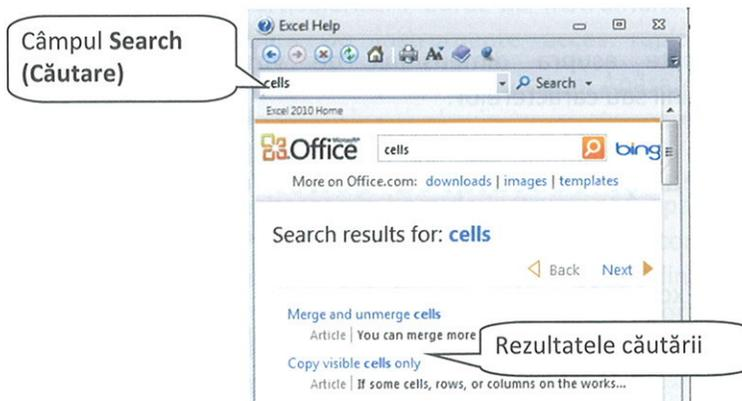 Câmpul Search
(Căutare)
Excel Help
cells
Search
Excel 2010 Home
Microsoft®
Office
cells
bing
More on Office.com: downloads | images | templates
Search results for: cells
Back Next
Merge and unmerge cells
Article | You can merge more
Rezultatele căutării
Copy visible cells only
Article | If some cells, rows, or columns on the works...